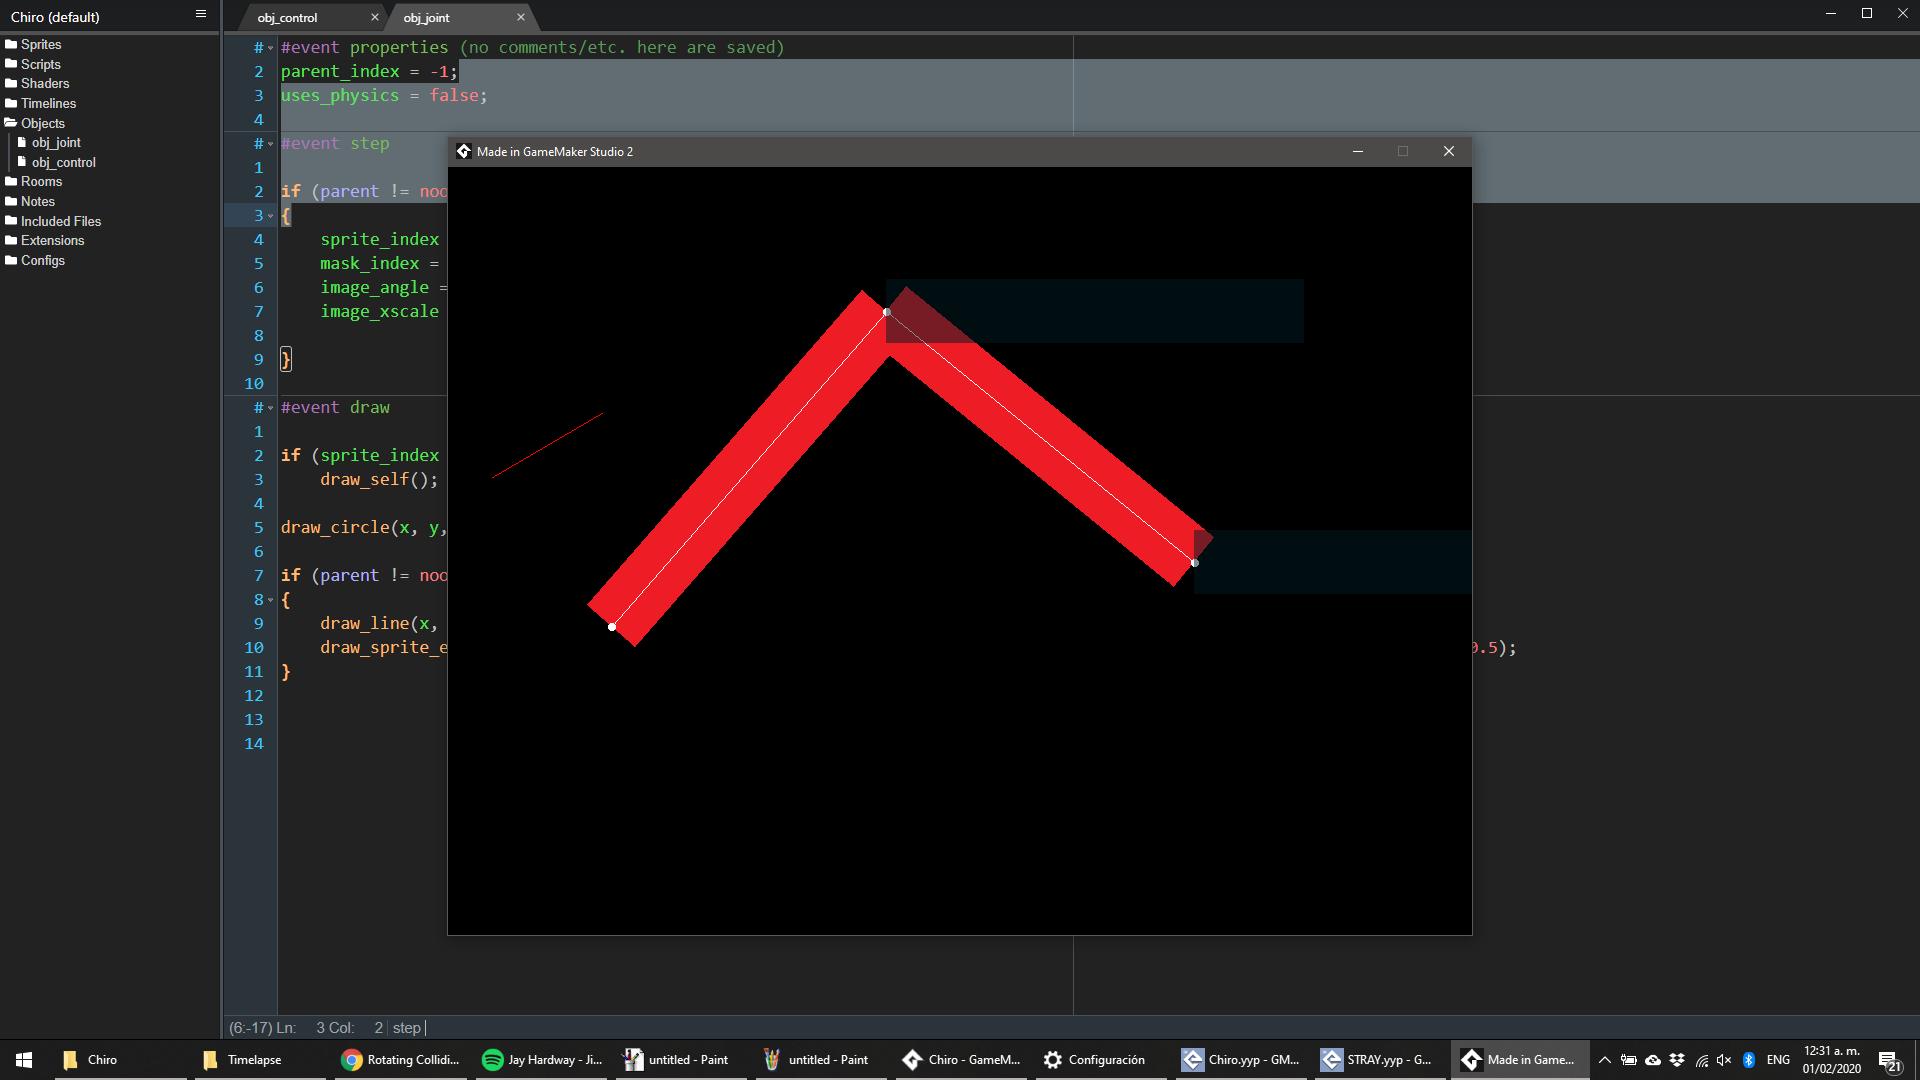 Chiro (default)
Sprites
Scripts
Shaders
Timelines
Objects
obj_joint
obj_control
Rooms
Notes
Included Files
Extensions
Configs
obj_control
obj_joint
# #event properties (no comments/etc. here are saved)
2 parent_index = -1;
3 uses_physics = false;
4
# #event step
1
2 if (parent != noo
3 {
4 sprite_index
5 mask_index =
6 image_angle =
7 image_xscale
8
9 }
10
# #event draw
1
2 if (sprite_index
3 draw_self();
4
5 draw_circle(x, y,
6
7 if (parent != noo
8 {
9 draw_line(x,
10 draw_sprite_e 0.5);
11 }
12
13
14
Made in GameMaker Studio 2
(6:-17) Ln: 3 Col: 2 step
Chiro
Timelapse
Rotating Collidi...
Jay Hardway - Ji...
untitled - Paint
untitled - Paint
Chiro - GameM...
Configuración
Chiro.yyp - GM...
STRAY.yyp - G...
Made in Game...
ENG
12:31 a. m.
01/02/2020
21